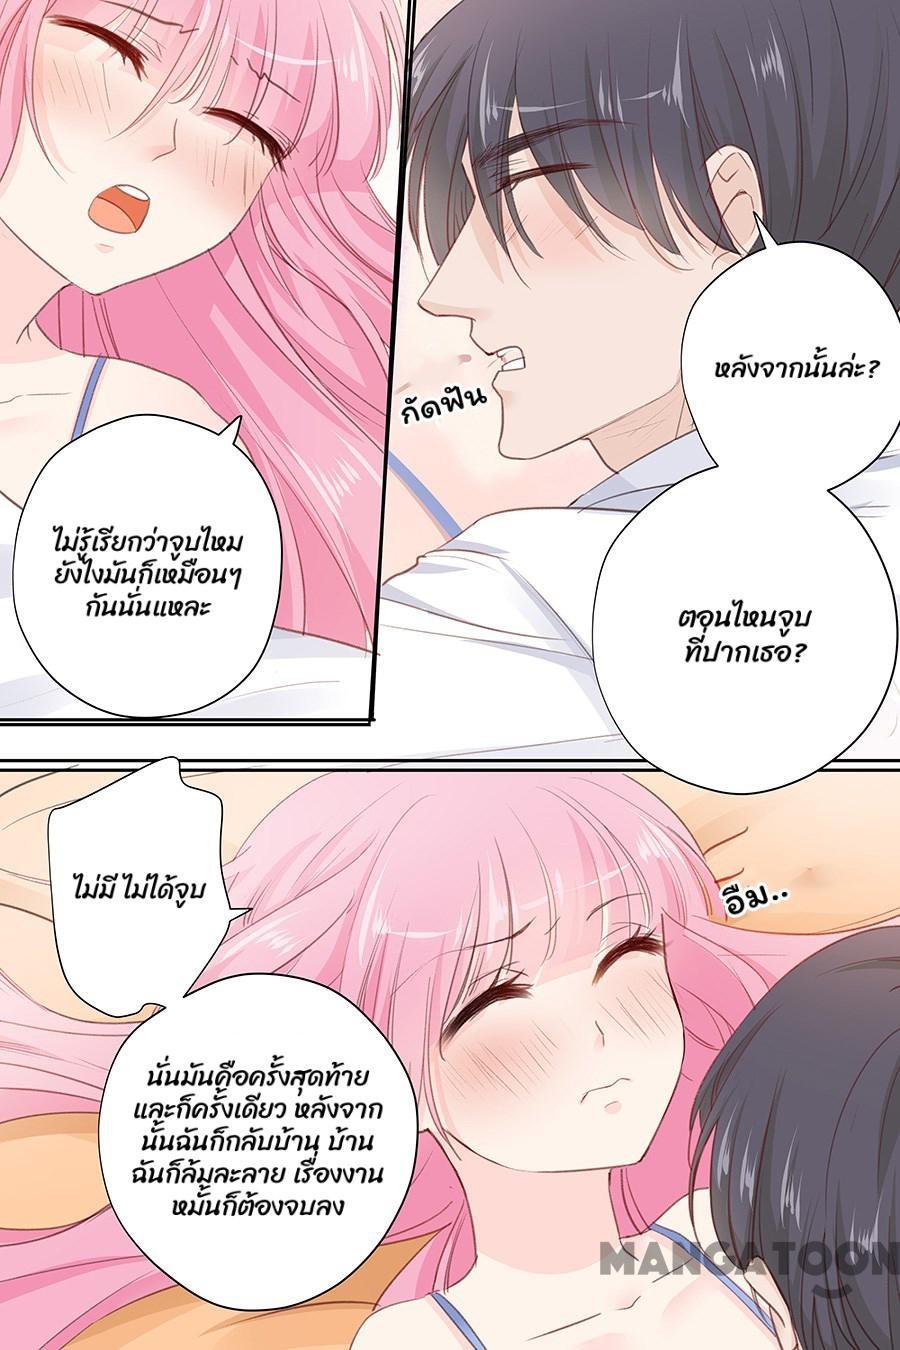 ไม่รู้เรียกว่าจูบไหม
ยังไงมันก็เหมือนๆ
กันนั่นแหละ
กัดฟัน
หลังจากนั้นล่ะ?
ตอนไหนจูบ
ที่ปากเธอ?
ไม่มี ไม่ได้จูบ
อืม..
นั่นมันคือครั้งสุดท้าย
และก็ครั้งเดียว หลังจาก
นั้นฉันก็กลับบ้าน บ้าน
ฉันก็ล้มละลาย เรื่องงาน
หมั้นก็ต้องจบลง
MANGATOON